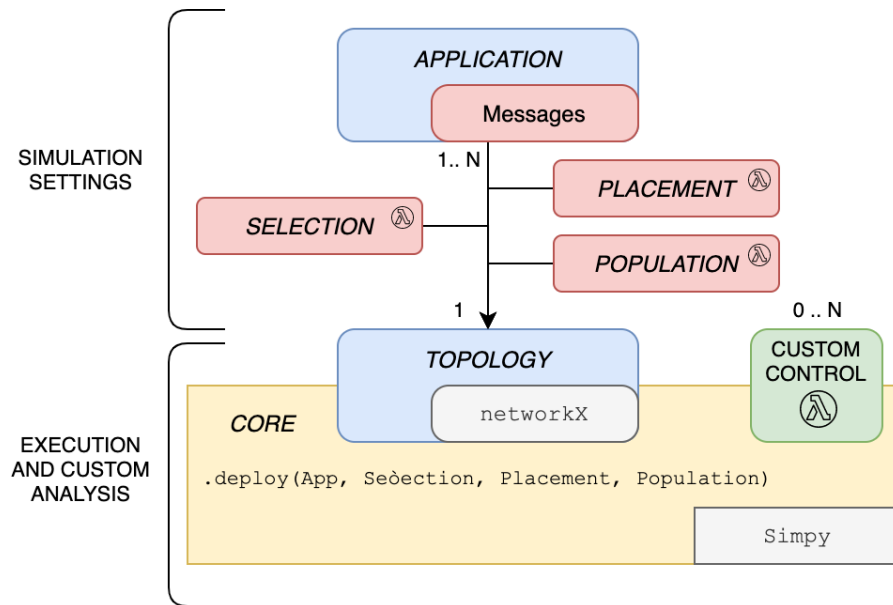 APPLICATION
Messages
1.. N
SIMULATION
SETTINGS
PLACEMENT
SELECTION
POPULATION
1
0 .. N
TOPOLOGY
networkX
CUSTOM
CONTROL
CORE
EXECUTION
AND CUSTOM
ANALYSIS
.deploy(App, Seòection, Placement, Population)
Simpy